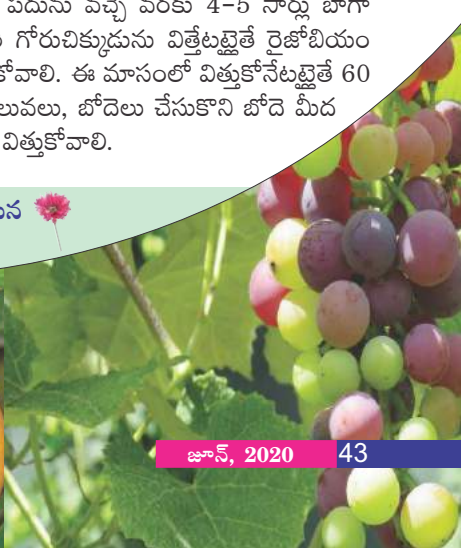 పదును వచ్చే వరకు 4-5 సార్లు బాగా
గోరుచిక్కుడును విత్తేటట్లైతే రైజోబియం
కోవాలి. ఈ మాసంలో విత్తుకోనేటట్లైతే 60
లువలు, బోదెలు చేసుకొని బోదె మీద
విత్తుకోవాలి.
జూన్, 2020 43